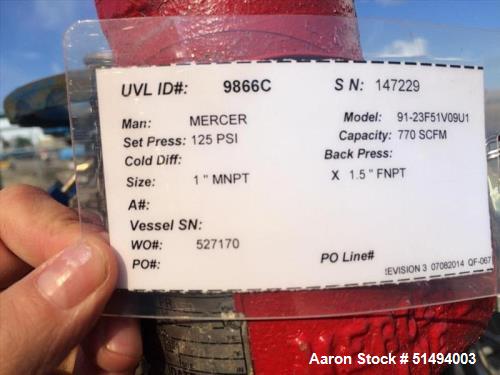 UVL ID#: 9866C S N: 147229
Man: MERCER Model: 91-23F51V09U1
Set Press: 125 PSI Capacity: 770 SCFM
Cold Diff: Back Press:
Size: 1 " MNPT X 1.5 " FNPT
A#:
Vessel SN:
WO#: 527170
PO#: PO Line#
EVISION 3 07082014 QF-067
Aaron Stock # 51494003